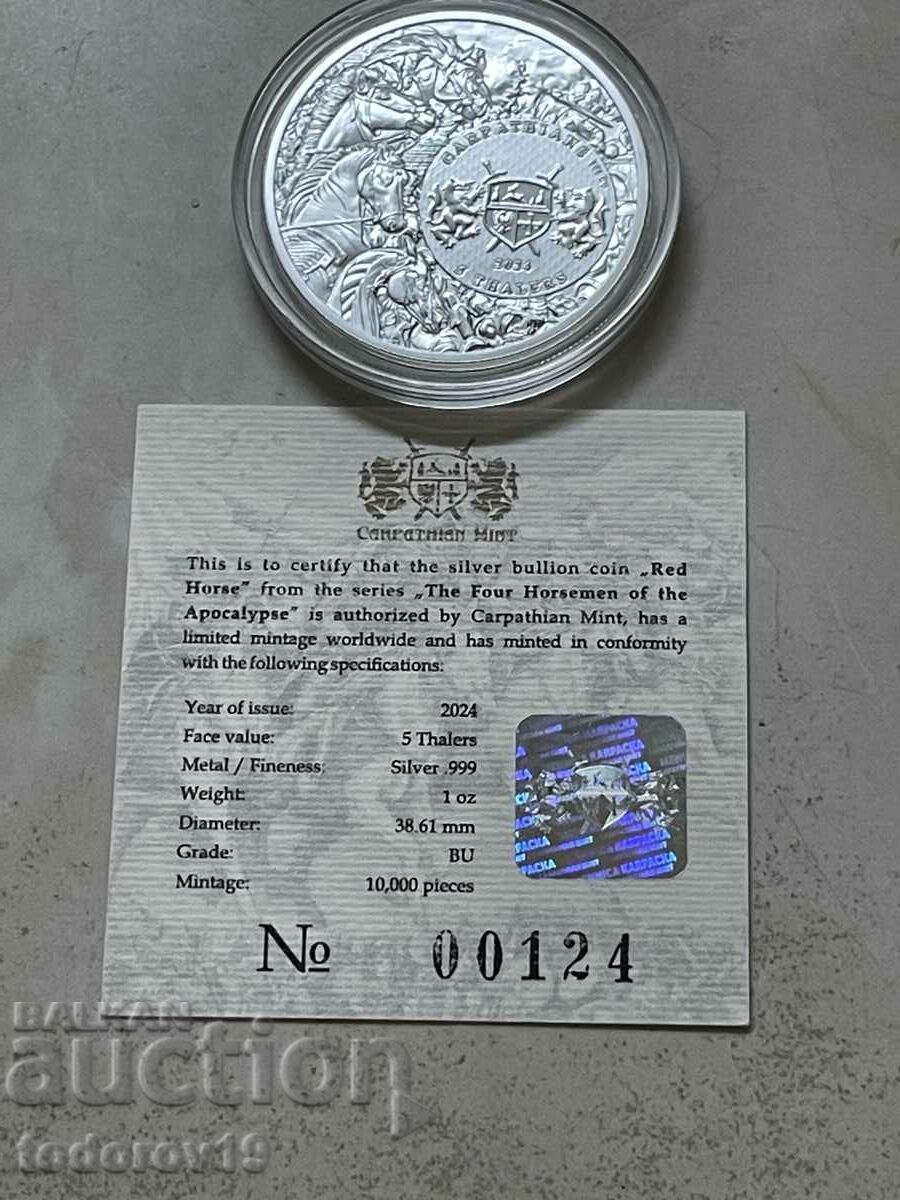 CARPATHIANS
2024
5 THALERS
CARPATHIAN MINT
This is to certify that the silver bullion coin „Red
Horse” from the series „The Four Horsemen of the
Apocalypse” is authorized by Carpathian Mint, has a
limited mintage worldwide and has minted in conformity
with the following specifications:
Year of issue: 2024
Face value: 5 Thalers
Metal / Fineness: Silver .999
Weight: 1 oz
Diameter: 38.61 mm
Grade: BU
Mintage: 10,000 pieces
KARPACKA
№ 00124
BALKAN
auction
todorov19